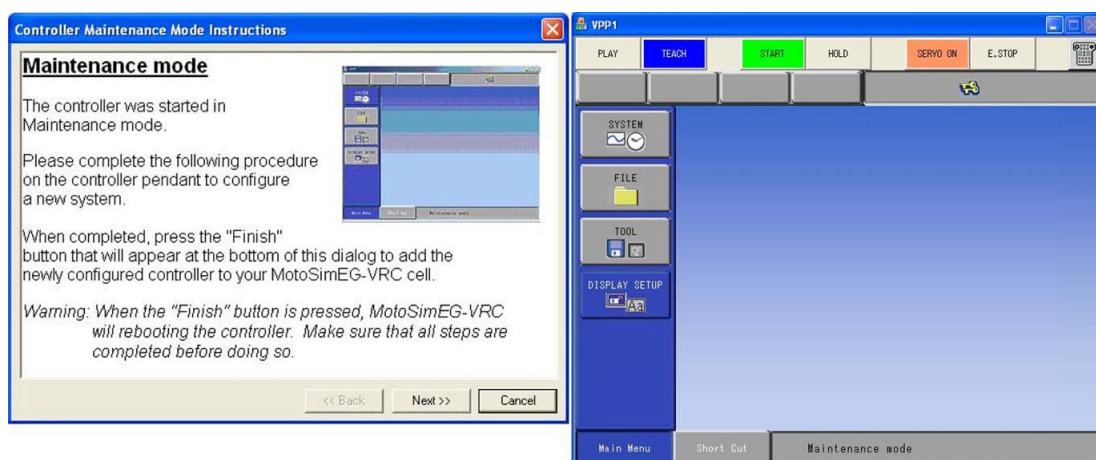 Controller Maintenance Mode Instructions
Maintenance mode
The controller was started in
Maintenance mode.
Please complete the following procedure
on the controller pendant to configure
a new system.
When completed, press the "Finish"
button that will appear at the bottom of this dialog to add the
newly configured controller to your MotoSimEG-VRC cell.
Warning: When the "Finish" button is pressed, MotoSimEG-VRC
will rebooting the controller. Make sure that all steps are
completed before doing so.
<< Back
Next >>
Cancel
VPP1
PLAY
TEACH
START
HOLD
SERVO ON
E.STOP
SYSTEM
FILE
TOOL
DISPLAY SETUP
Main Menu
Short Cut
Maintenance mode